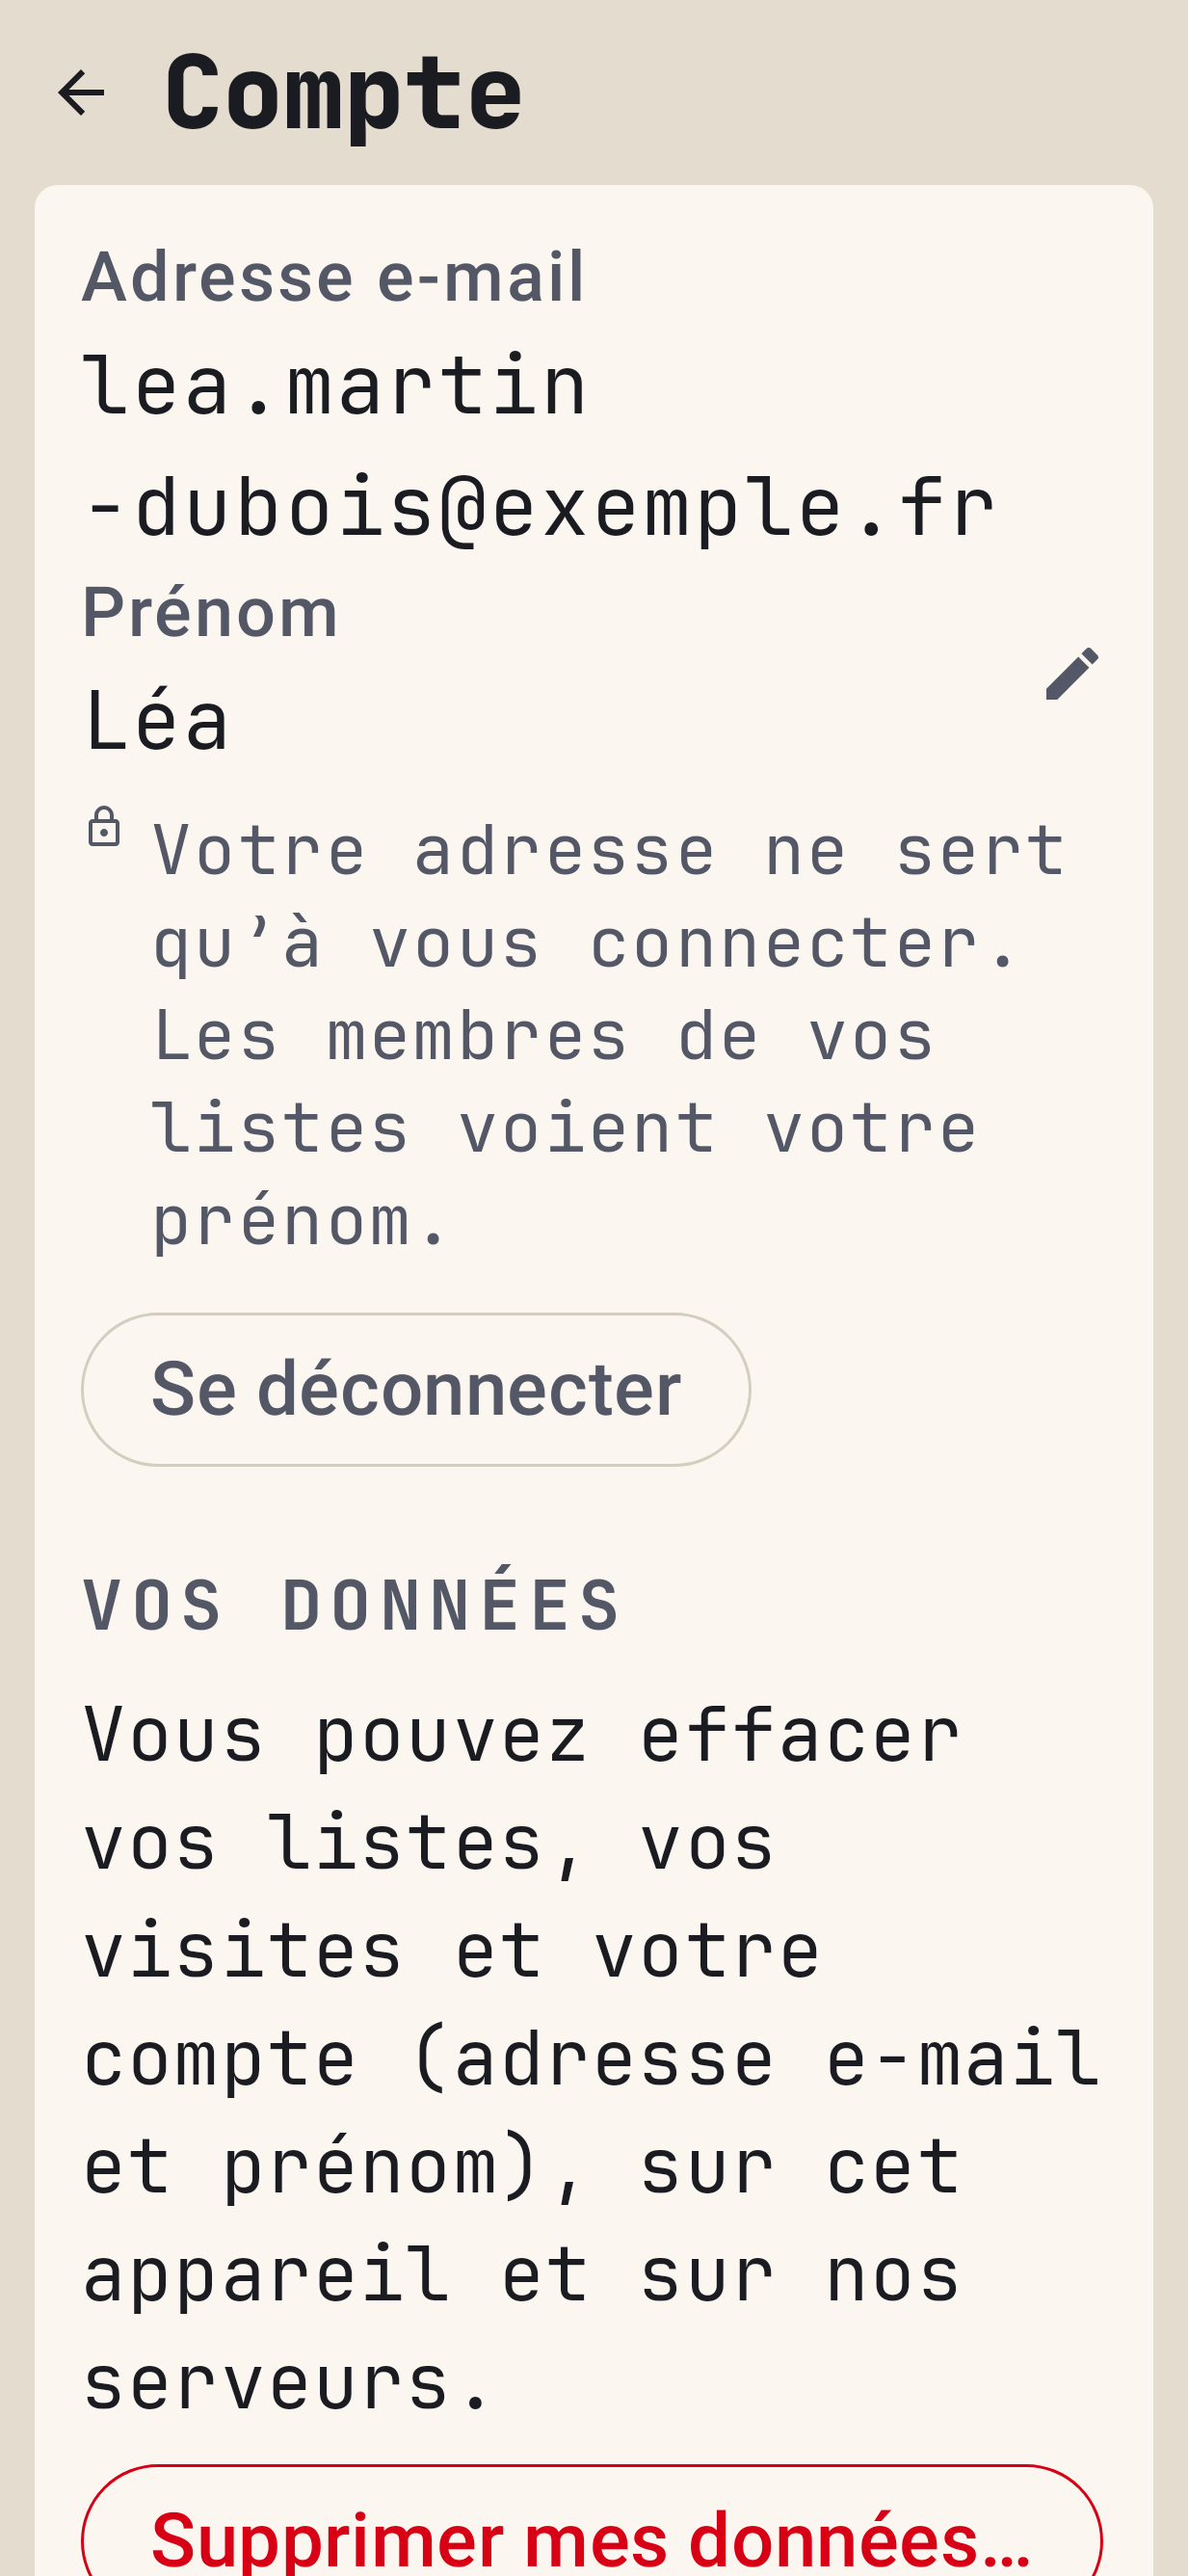 Compte
Adresse e-mail
lea.martin
-dubois@exemple.fr
Prénom
Léa
Votre adresse ne sert
qu’à vous connecter.
Les membres de vos
listes voient votre
prénom.
Se déconnecter
VOS DONNÉES
Vous pouvez effacer
vos listes, vos
visites et votre
compte (adresse e-mail
et prénom), sur cet
appareil et sur nos
serveurs.
Supprimer mes données…